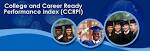 College and Career Ready
Performance Index (CCRPI)